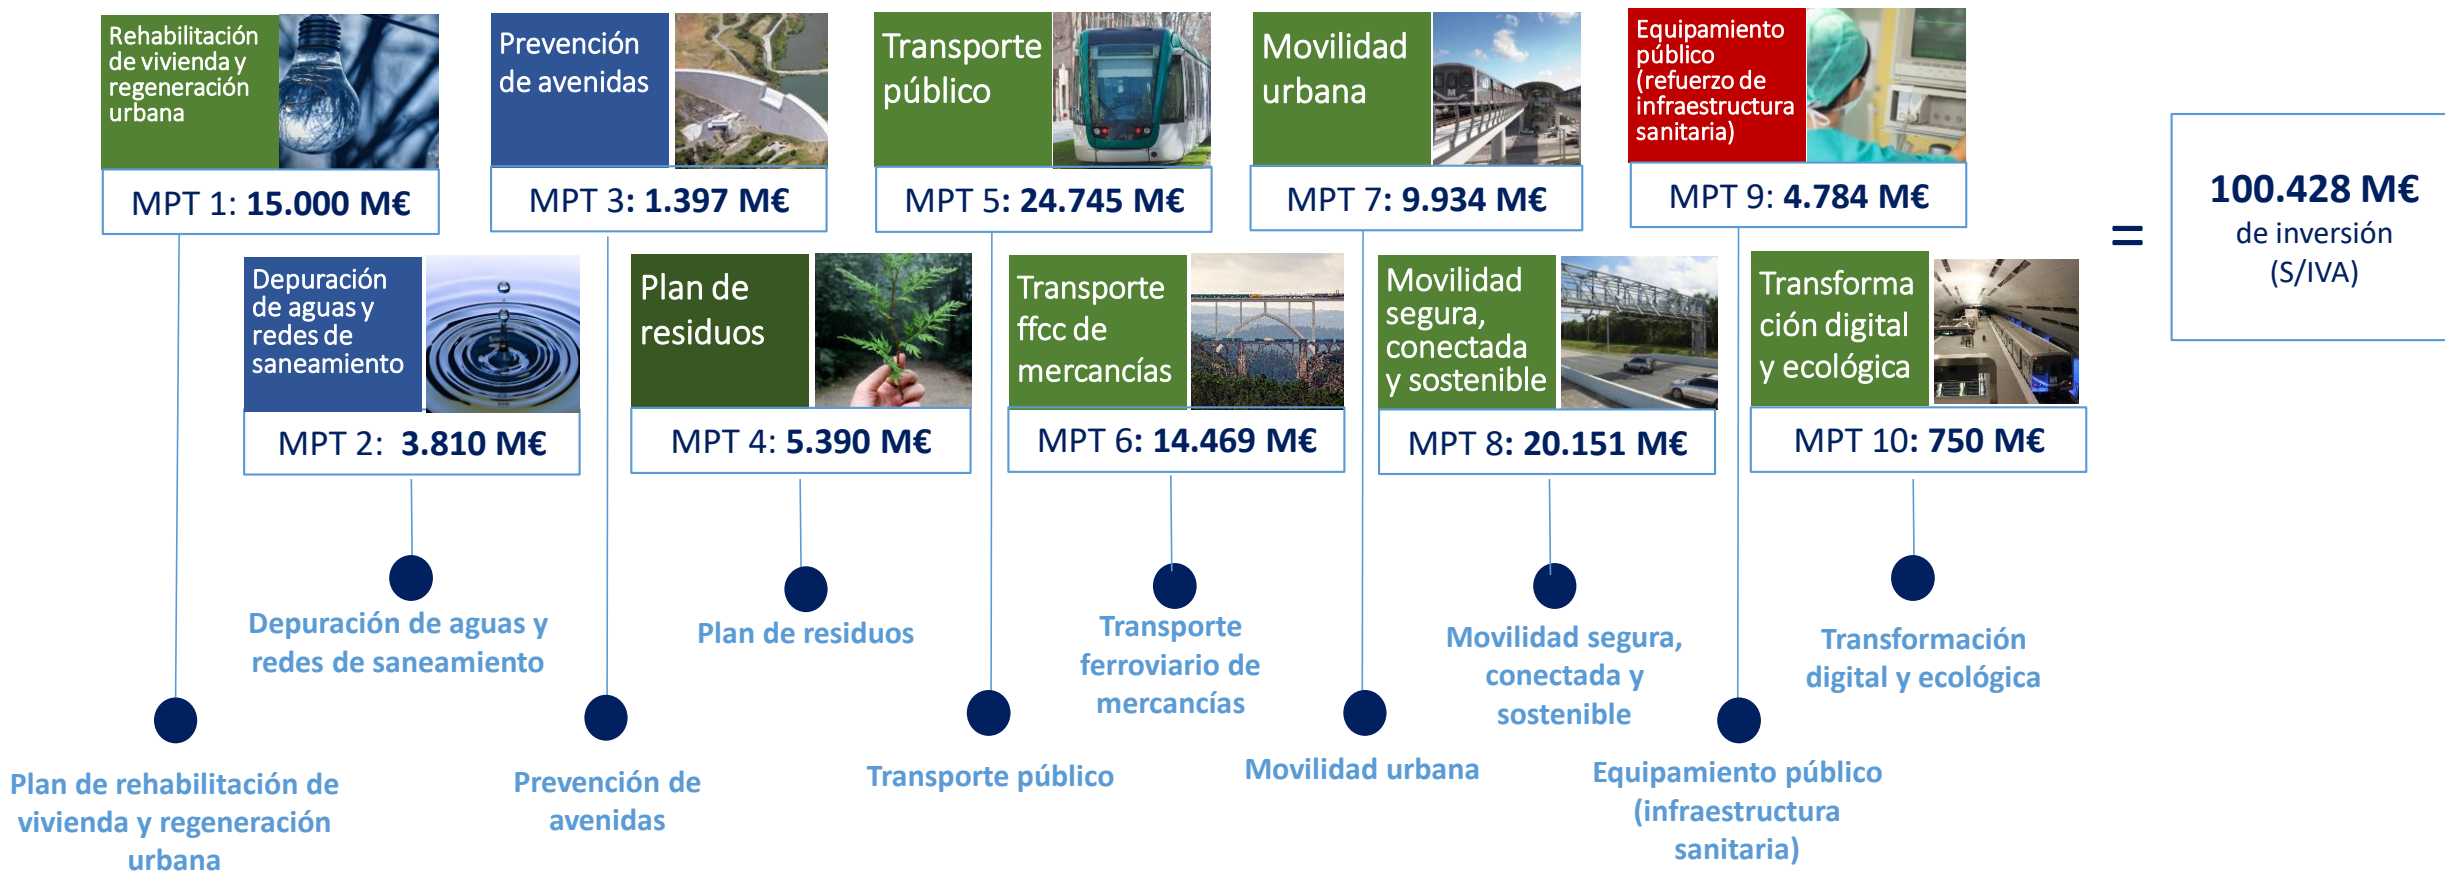 Rehabilitación
de vivienda y
regeneración
urbana
MPT 1: 15.000 M€
Prevención
de avenidas
MPT 3: 1.397 M€
Transporte
público
MPT 5: 24.745 M€
Movilidad
urbana
MPT 7: 9.934 M€
Equipamiento
público
(refuerzo de
infraestructura
sanitaria)
MPT 9: 4.784 M€
Depuración
de aguas y
redes de
saneamiento
MPT 2: 3.810 M€
Plan de
residuos
MPT 4: 5.390 M€
Transporte
ffcc de
mercancías
MPT 6: 14.469 M€
Movilidad
segura,
conectada
y sostenible
MPT 8: 20.151 M€
Transforma
ción digital
y ecológica
MPT 10: 750 M€
=
100.428 M€
de inversión
(S/IVA)
Depuración de aguas y
redes de saneamiento
Plan de residuos
Transporte
ferroviario de
mercancías
Movilidad segura,
conectada y
sostenible
Transformación
digital y ecológica
Plan de rehabilitación de
vivienda y regeneración
urbana
Prevención de
avenidas
Transporte público
Movilidad urbana
Equipamiento público
(infraestructura
sanitaria)